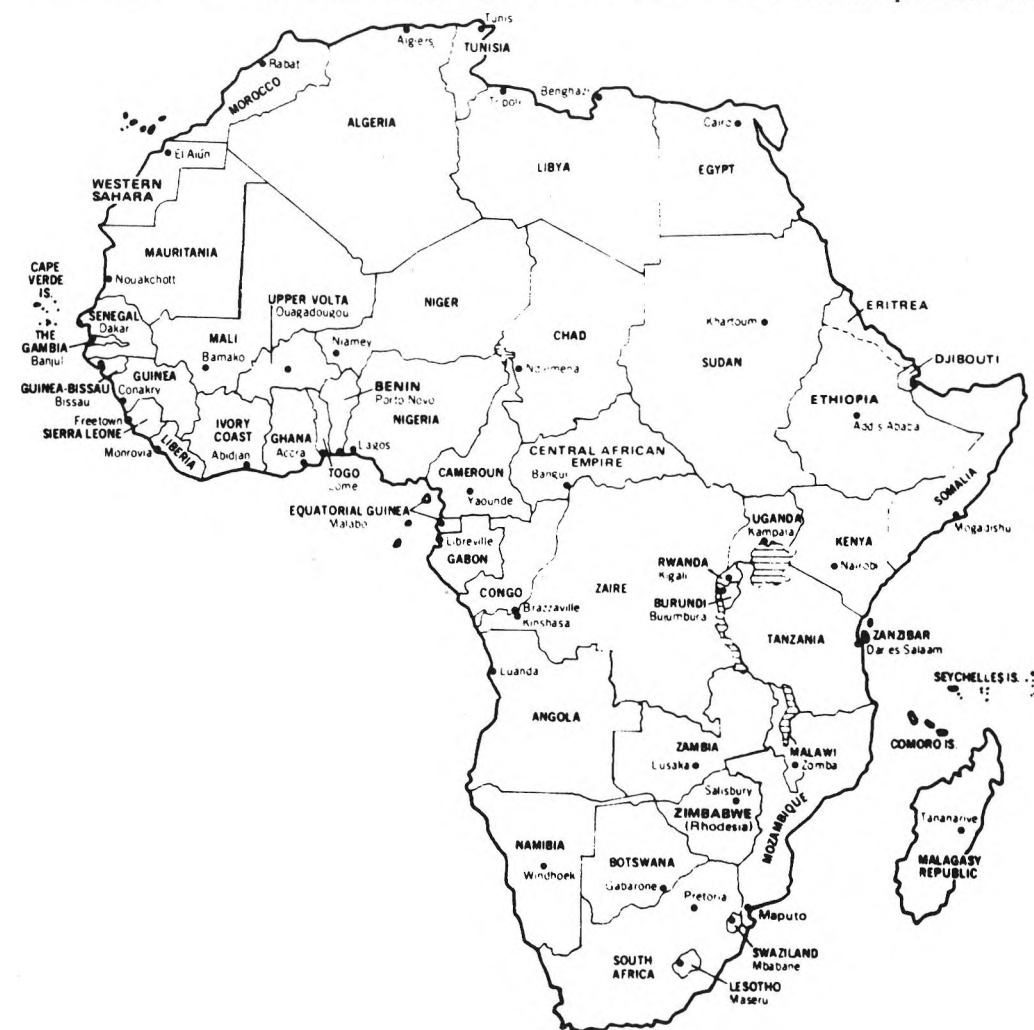 Tunis
Algiers
TUNISIA
Rabat
MOROCCO
Tripoli
Benghazi
Cairo
ALGERIA
El Aiún
LIBYA
EGYPT
WESTERN
SAHARA
MAURITANIA
CAPE
VERDE
IS.
Nouakchott
UPPER VOLTA
Ouagadougou
NIGER
ERITREA
SENEGAL
Dakar
Khartoum
THE
GAMBIA
Banjul
MALI
Bamako
Niamey
CHAD
Ndjamena
SUDAN
DJIBOUTI
GUINEA
Conakry
GUINEA-BISSAU
Bissau
BENIN
Porto Novo
NIGERIA
ETHIOPIA
Addis Ababa
Freetown
SIERRA LEONE
IVORY
COAST
Abidjan
GHANA
Accra
Lagos
Monrovia
LIBERIA
TOGO
Lome
CENTRAL AFRICAN
EMPIRE
Bangui
CAMEROUN
Yaounde
SOMALIA
EQUATORIAL GUINEA
Malabo
UGANDA
Kampala
Mogadishu
Libreville
GABON
KENYA
Nairobi
RWANDA
Kigali
CONGO
ZAIRE
BURUNDI
Bujumbura
Brazzaville
Kinshasa
TANZANIA
ZANZIBAR
Dar es Salaam
Luanda
SEYCHELLES IS.
ANGOLA
COMORO IS.
ZAMBIA
Lusaka
MALAWI
Zomba
Salisbury
ZIMBABWE
(Rhodesia)
MOZAMBIQUE
Tananarive
NAMIBIA
Windhoek
BOTSWANA
Gabarone
MALAGASY
REPUBLIC
Pretoria
Maputo
SWAZILAND
Mbabane
SOUTH
AFRICA
LESOTHO
Maseru